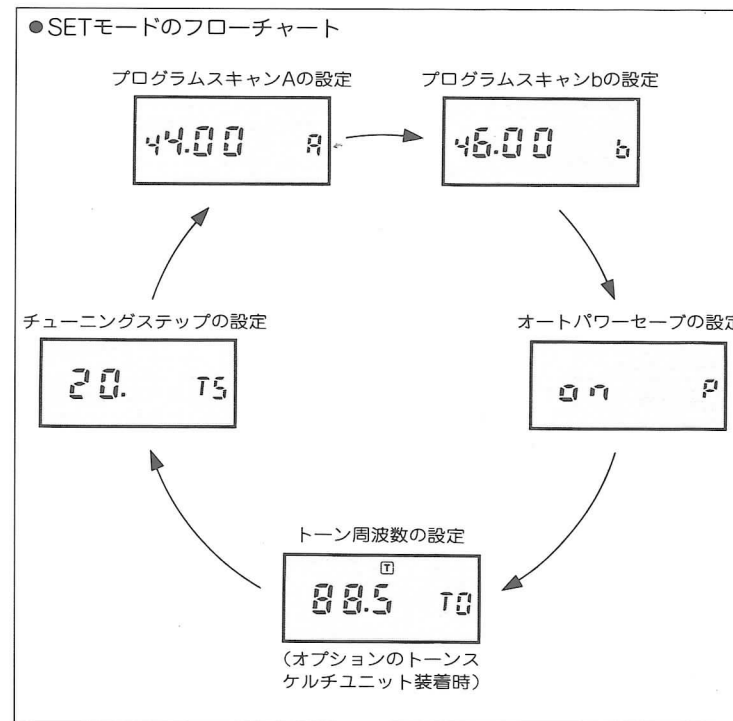 ●SETモードのフローチャート
プログラムスキャンAの設定
44.00 A
プログラムスキャンbの設定
46.00 b
オートパワーセーブの設定
on P
トーン周波数の設定
T
88.5 TO
（オプションのトーンス
ケルチユニット装着時）
チューニングステップの設定
20. TS